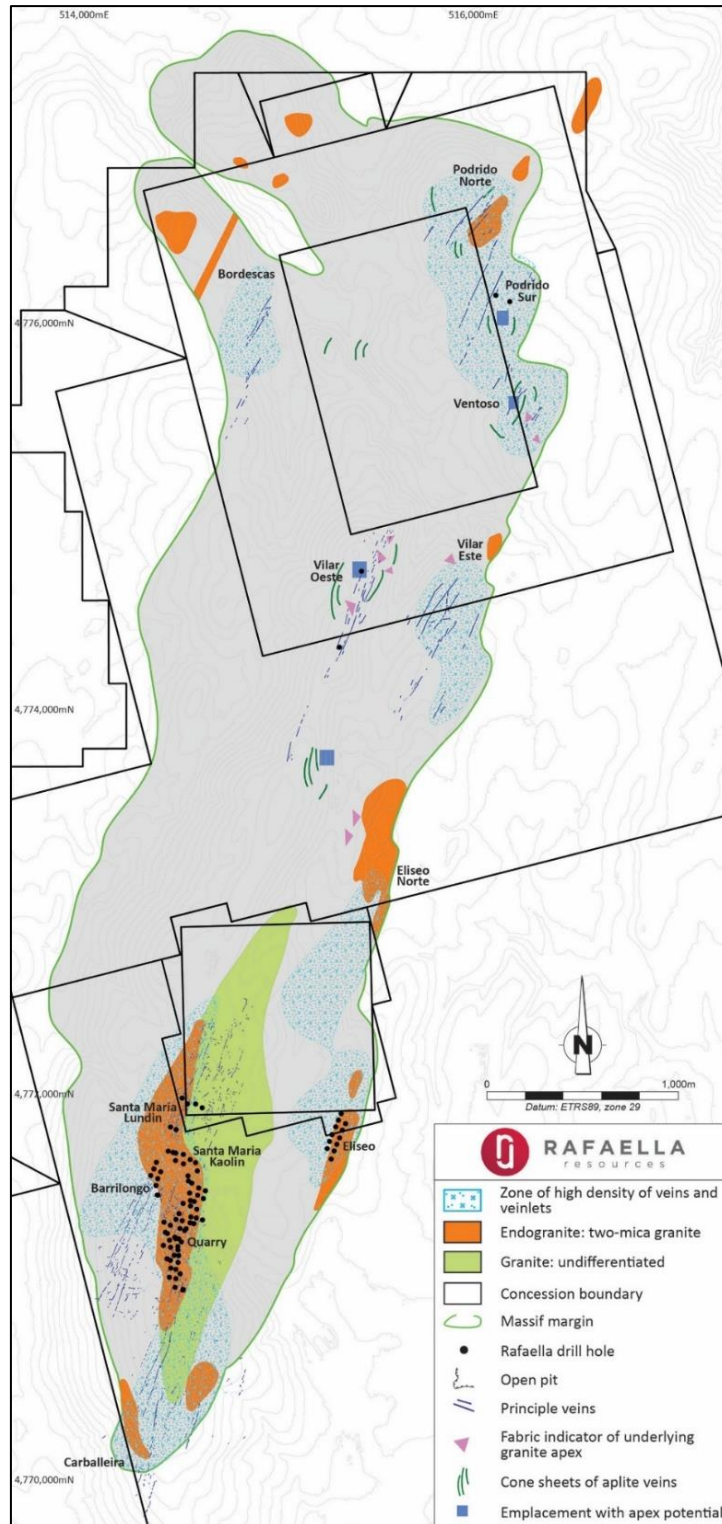 514,000mE
516,000mE
Podrido
Norte
Bordescas
Podrido
Sur
4,776,000mN
Ventoso
Vilar
Este
Vilar
Oeste
4,774,000mN
Eliseo
Norte
N
4,772,000mN
0 1,000m
Datum: ETRS89, zone 29
Santa Maria
Lundin
Santa Maria
Kaolin
Eliseo
Barrilongo
Quarry
Carballeira
4,770,000mN
RAFAELLA
resources
Zone of high density of veins and
veinlets
Endogranite: two-mica granite
Granite: undifferentiated
Concession boundary
Massif margin
Rafaella drill hole
Open pit
Principle veins
Fabric indicator of underlying
granite apex
Cone sheets of aplite veins
Emplacement with apex potential